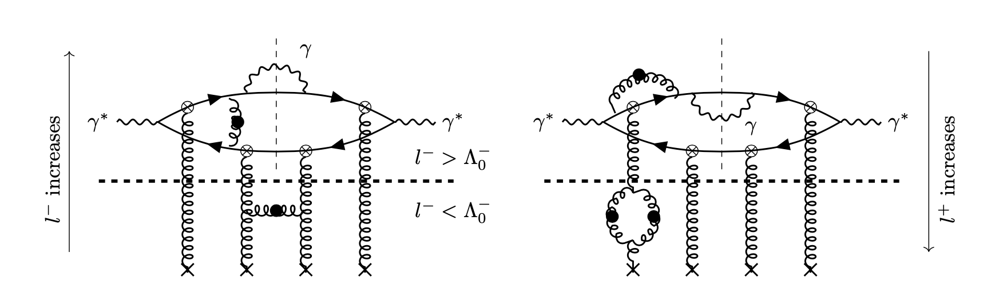 γ
γ*
γ*
l⁻ > Λ₀⁻
l⁻ < Λ₀⁻
l⁻ increases
γ*
γ
γ*
l⁺ increases